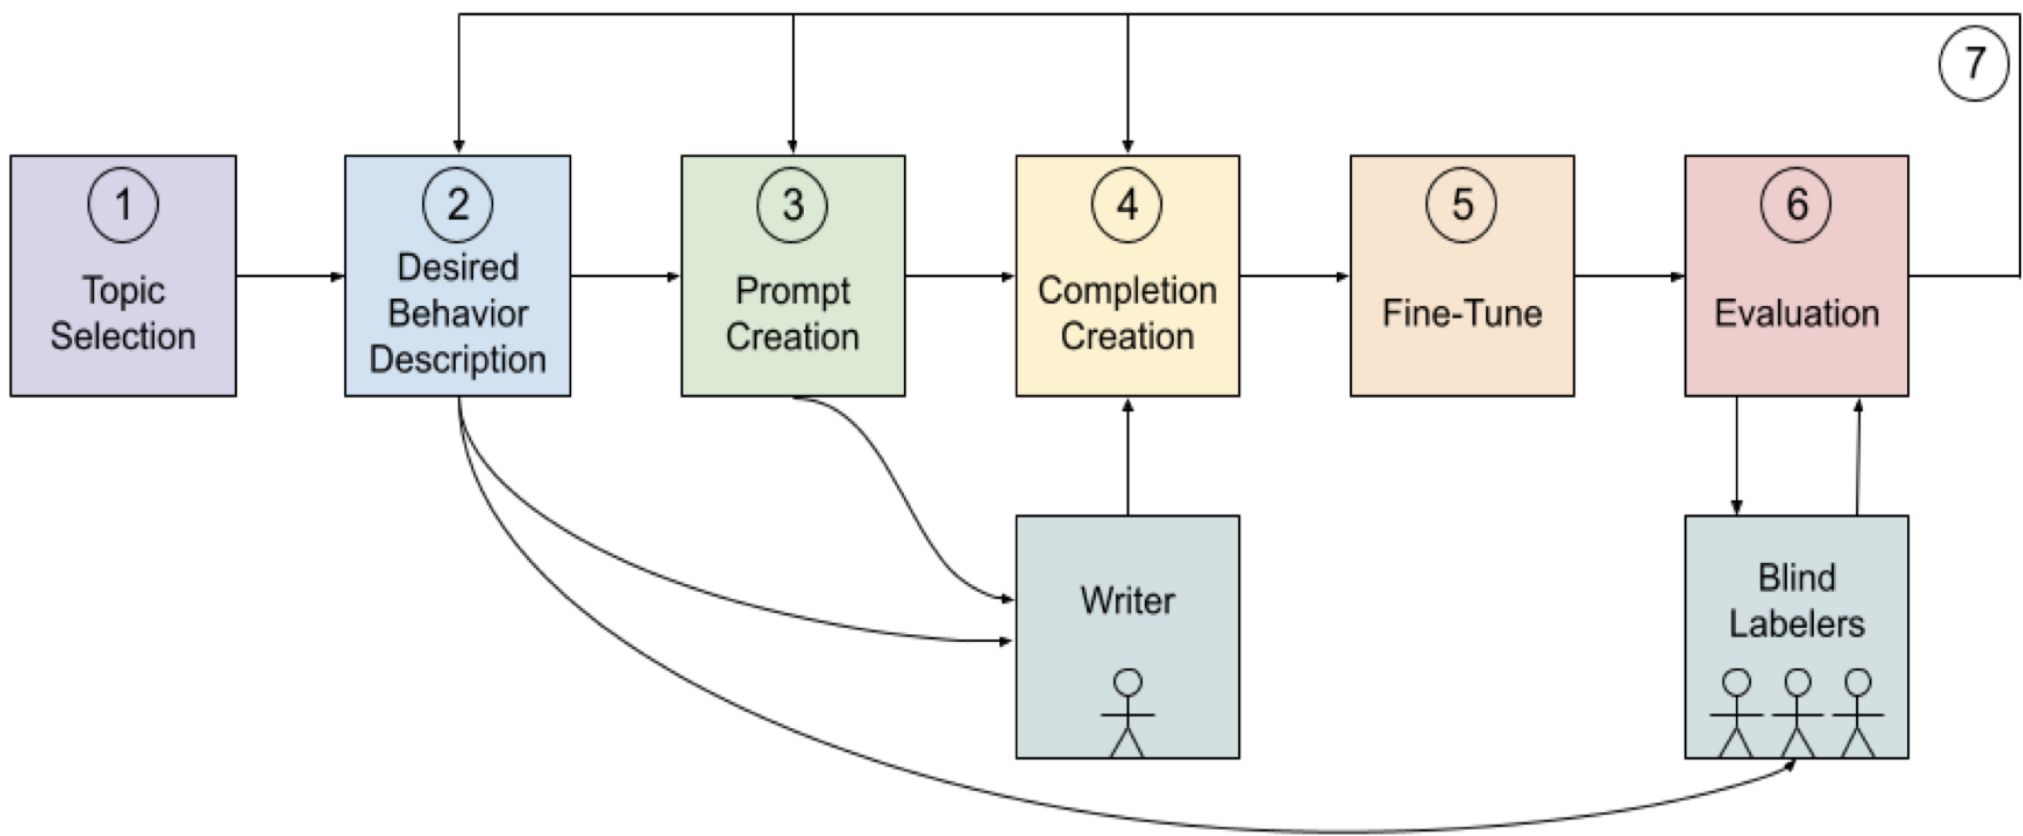 7
1
Topic
Selection
2
Desired
Behavior
Description
3
Prompt
Creation
4
Completion
Creation
5
Fine-Tune
6
Evaluation
Writer
Blind
Labelers